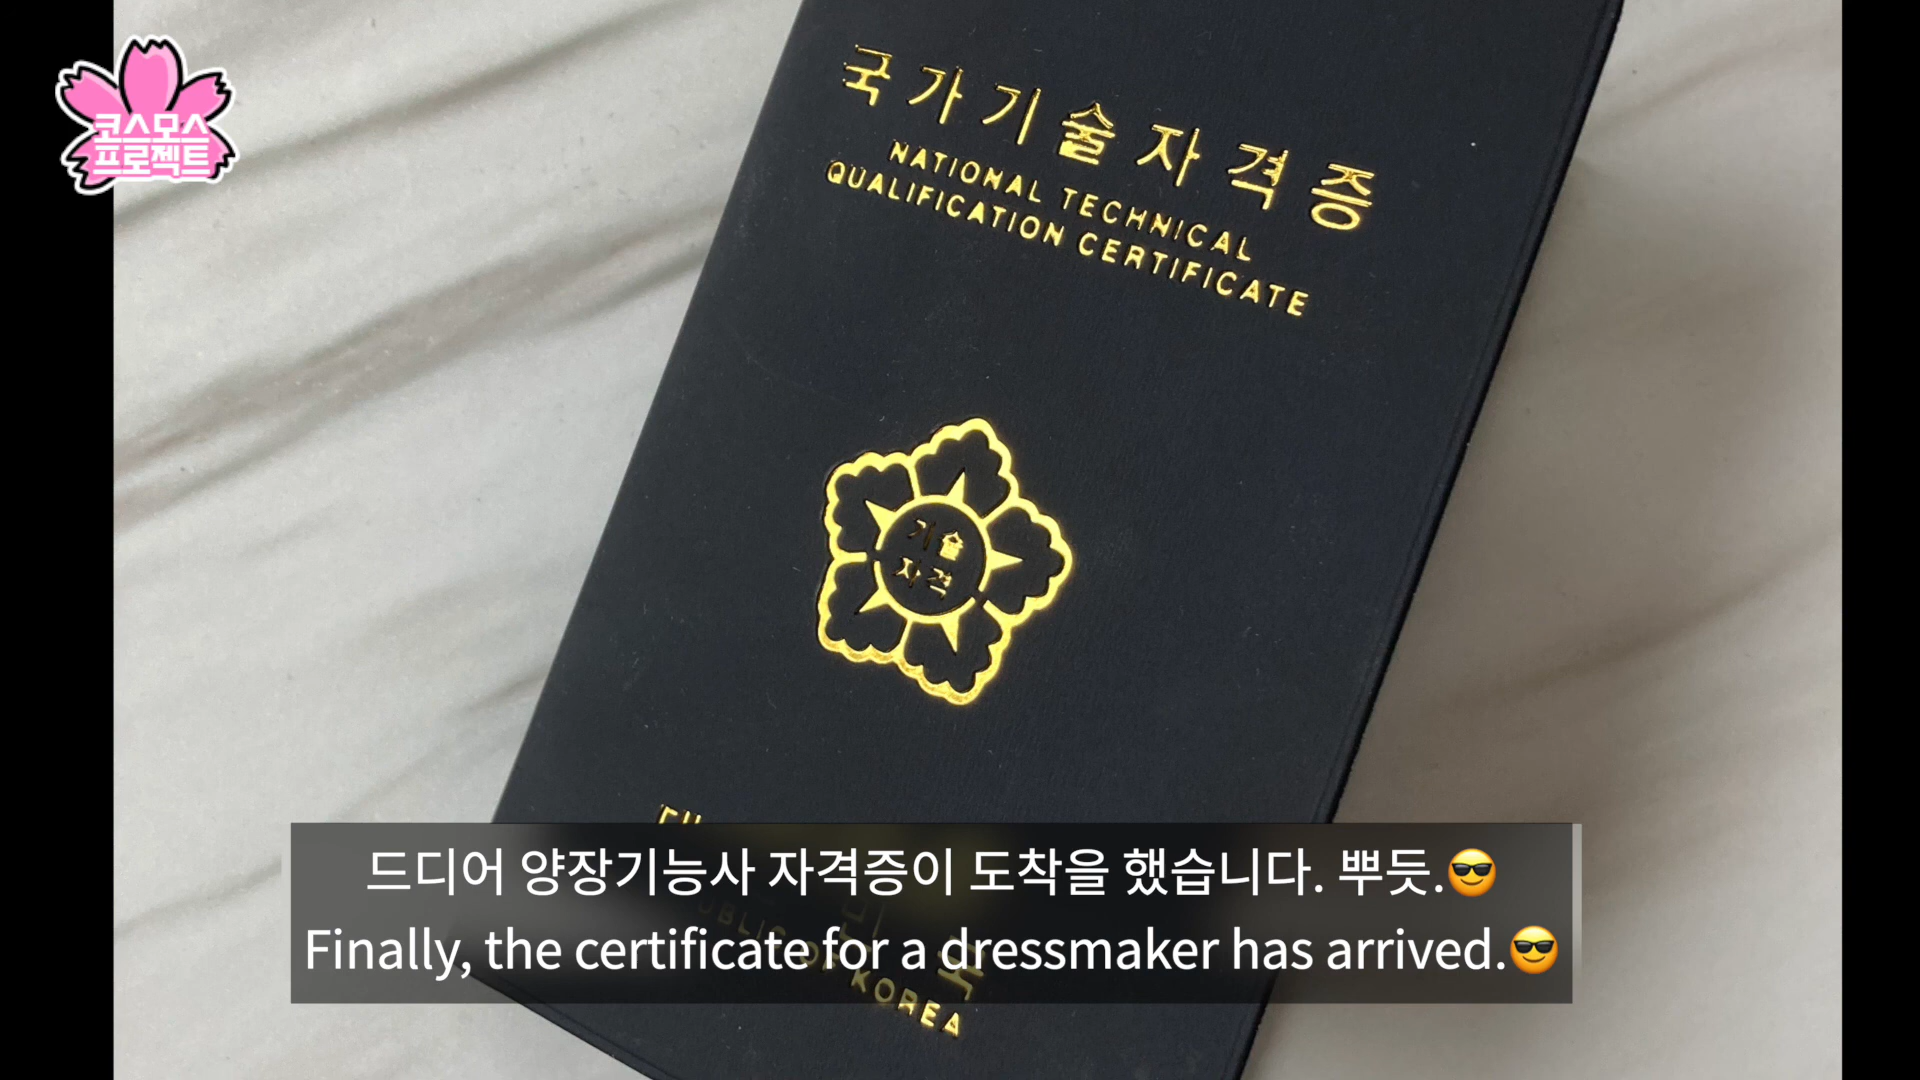 코스모스
프로젝트
국가기술자격증
NATIONAL TECHNICAL
QUALIFICATION CERTIFICATE
기술
자격
드디어 양장기능사 자격증이 도착을 했습니다. 뿌듯.😎
Finally, the certificate for a dressmaker has arrived.😎
KOREA